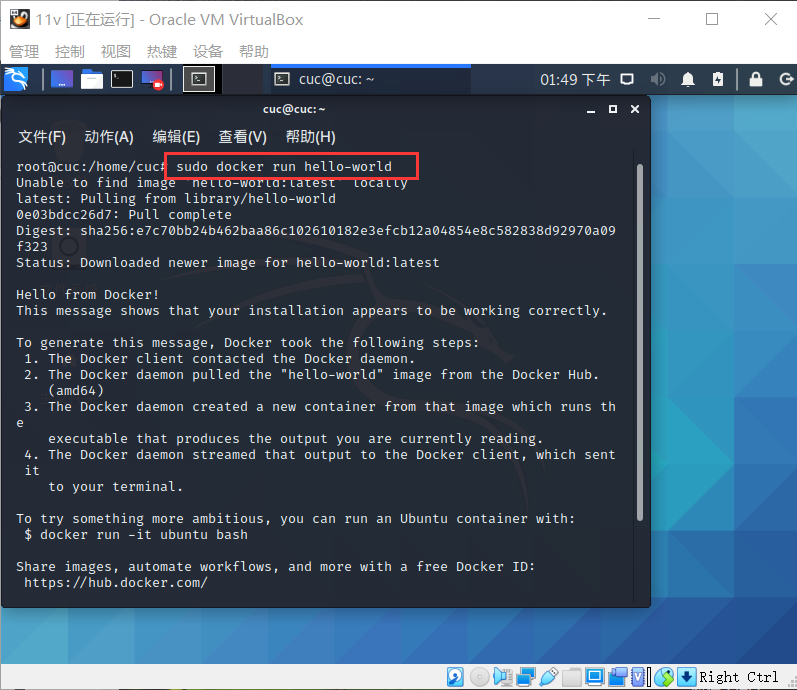 11v [正在运行] - Oracle VM VirtualBox
管理 控制 视图 热键 设备 帮助
cuc@cuc: ~ 01:49 下午
cuc@cuc: ~
文件(F) 动作(A) 编辑(E) 查看(V) 帮助(H)
root@cuc:/home/cuc# sudo docker run hello-world
Unable to find image 'hello-world:latest' locally
latest: Pulling from library/hello-world
0e03bdcc26d7: Pull complete
Digest: sha256:e7c70bb24b462baa86c102610182e3efcb12a04854e8c582838d92970a09
f323
Status: Downloaded newer image for hello-world:latest
Hello from Docker!
This message shows that your installation appears to be working correctly.
To generate this message, Docker took the following steps:
1. The Docker client contacted the Docker daemon.
2. The Docker daemon pulled the "hello-world" image from the Docker Hub.
(amd64)
3. The Docker daemon created a new container from that image which runs th
e
executable that produces the output you are currently reading.
4. The Docker daemon streamed that output to the Docker client, which sent
it
to your terminal.
To try something more ambitious, you can run an Ubuntu container with:
$ docker run -it ubuntu bash
Share images, automate workflows, and more with a free Docker ID:
https://hub.docker.com/
Right Ctrl